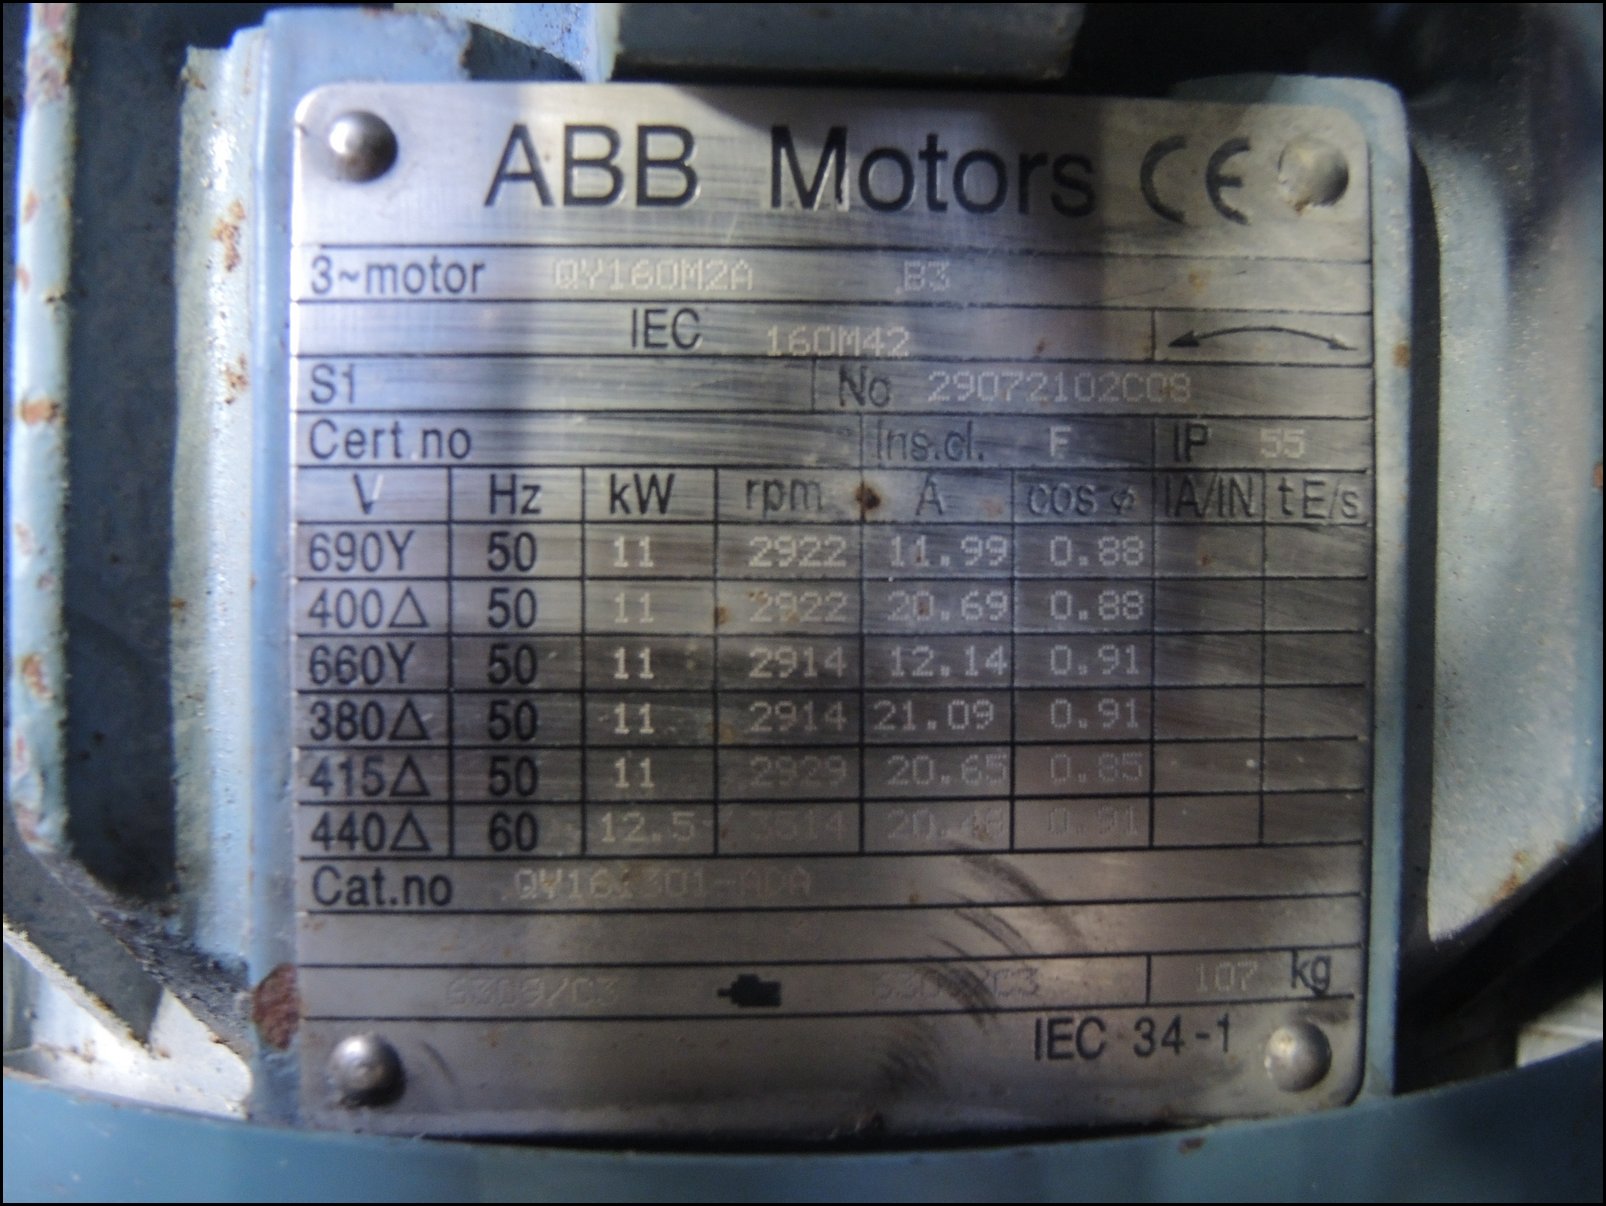 ABB Motors CE
3~motor QY160M2A B3
IEC 160M42
S1 No 29072102C08
Cert.no Ins.cl. F IP 55
V Hz kW rpm A cos φ IA/IN tE/s
690Y 50 11 2922 11.99 0.88
400Δ 50 11 2922 20.69 0.88
660Y 50 11 2914 12.14 0.91
380Δ 50 11 2914 21.09 0.91
415Δ 50 11 2929 20.65 0.85
440Δ 60 12.5 0.91
Cat.no
107 kg
IEC 34-1